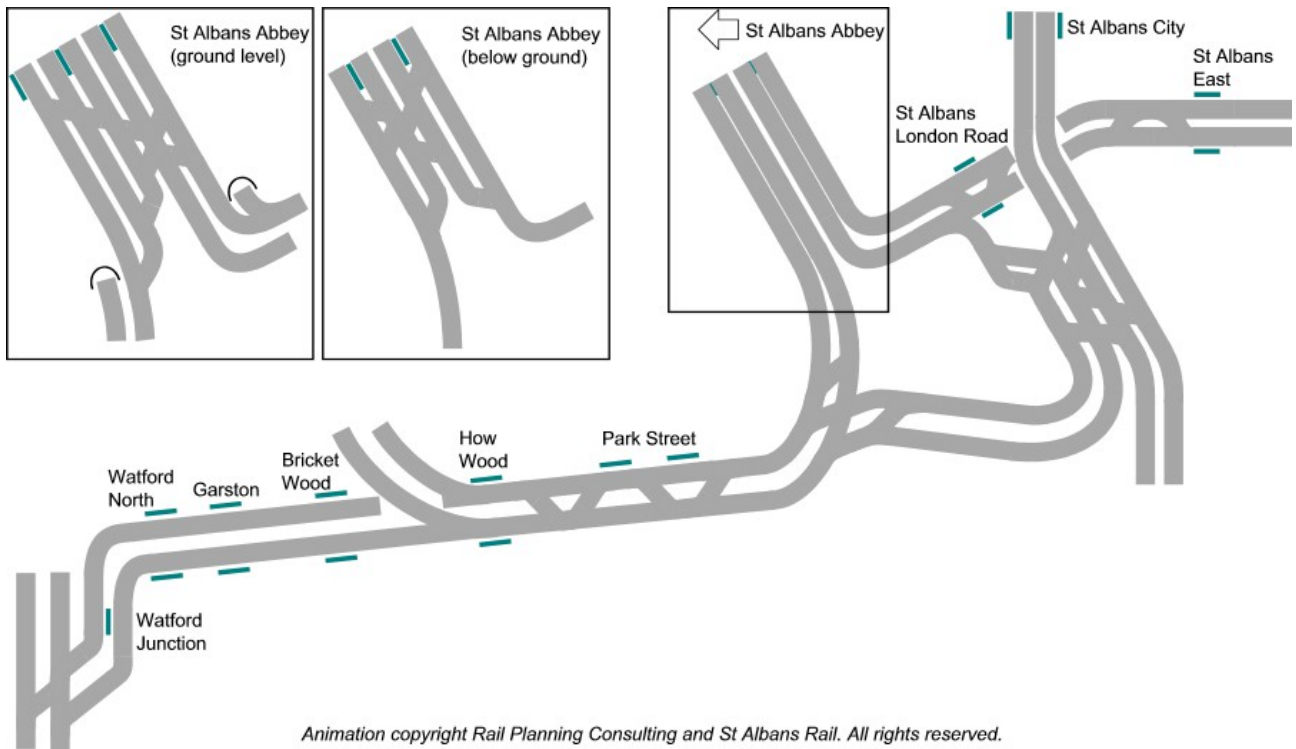 St Albans Abbey
(ground level)
St Albans Abbey
(below ground)
St Albans Abbey
St Albans City
St Albans
East
St Albans
London Road
How
Wood
Park Street
Bricket
Wood
Watford
North
Garston
Watford
Junction
Animation copyright Rail Planning Consulting and St Albans Rail. All rights reserved.